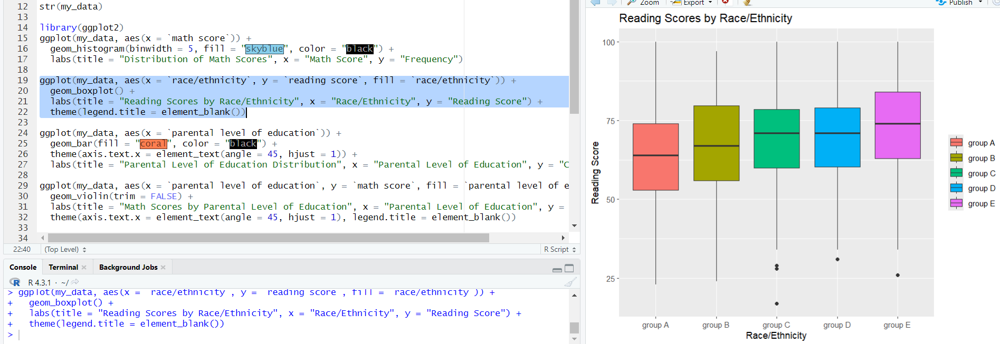 12 str(my_data)
13
14 library(ggplot2)
15 ggplot(my_data, aes(x = `math score`)) +
16 geom_histogram(binwidth = 5, fill = "skyblue", color = "black") +
17 labs(title = "Distribution of Math Scores", x = "Math Score", y = "Frequency")
18
19 ggplot(my_data, aes(x = `race/ethnicity`, y = `reading score`, fill = `race/ethnicity`)) +
20 geom_boxplot() +
21 labs(title = "Reading Scores by Race/Ethnicity", x = "Race/Ethnicity", y = "Reading Score") +
22 theme(legend.title = element_blank())
23
24 ggplot(my_data, aes(x = `parental level of education`)) +
25 geom_bar(fill = "coral", color = "black") +
26 theme(axis.text.x = element_text(angle = 45, hjust = 1)) +
27 labs(title = "Parental Level of Education Distribution", x = "Parental Level of Education", y = "C
28
29 ggplot(my_data, aes(x = `parental level of education`, y = `math score`, fill = `parental level of e
30 geom_violin(trim = FALSE) +
31 labs(title = "Math Scores by Parental Level of Education", x = "Parental Level of Education", y =
32 theme(axis.text.x = element_text(angle = 45, hjust = 1), legend.title = element_blank())
33
34
22:40 (Top Level) R Script
Console Terminal Background Jobs
R R 4.3.1 · ~/
> ggplot(my_data, aes(x = `race/ethnicity`, y = `reading score`, fill = `race/ethnicity`)) +
+ geom_boxplot() +
+ labs(title = "Reading Scores by Race/Ethnicity", x = "Race/Ethnicity", y = "Reading Score") +
+ theme(legend.title = element_blank())
>
Zoom Export Publish
Reading Scores by Race/Ethnicity
Reading Score
100
75
50
25
group A group B group C group D group E
Race/Ethnicity
group A
group B
group C
group D
group E